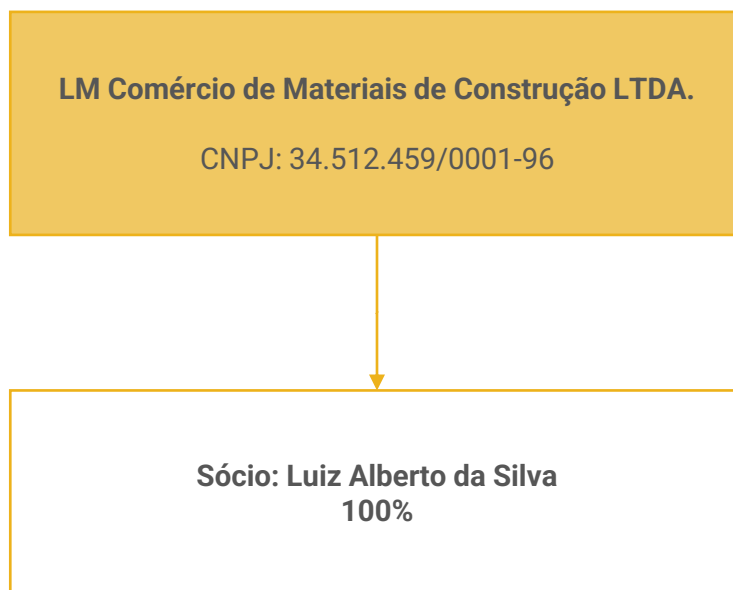 LM Comércio de Materiais de Construção LTDA.
CNPJ: 34.512.459/0001-96
Sócio: Luiz Alberto da Silva
100%